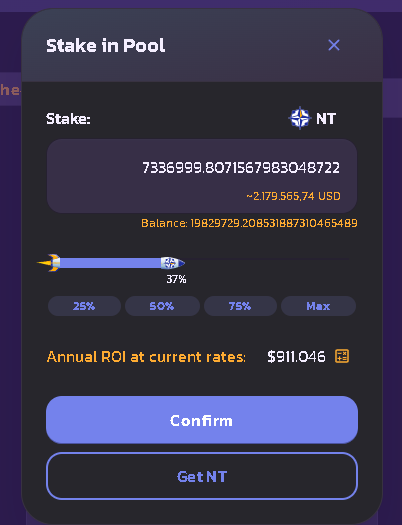 Stake in Pool
he
Stake:
NT
7336999.8071567983048722
~2.179.565,74 USD
Balance: 19829729.208531887310465489
37%
25%
50%
75%
Max
Annual ROI at current rates:
$911.046
Confirm
Get NT